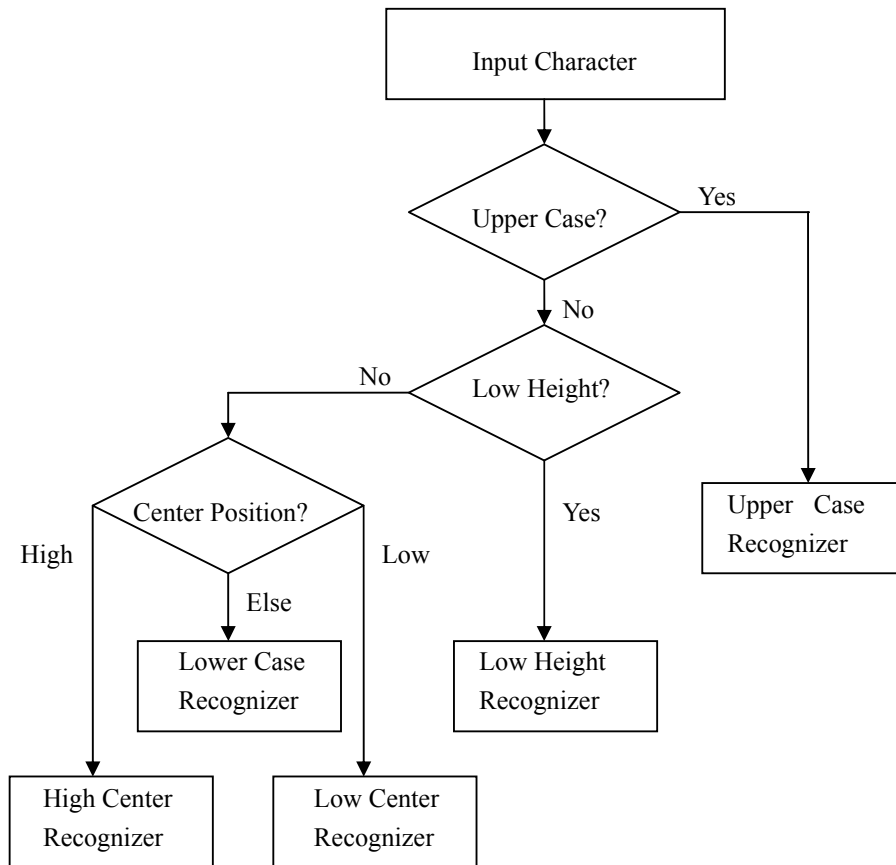 Input Character
Upper Case?
Yes
No
Low Height?
No
Center Position?
Yes
Upper Case
Recognizer
High
Low
Else
Lower Case
Recognizer
Low Height
Recognizer
High Center
Recognizer
Low Center
Recognizer